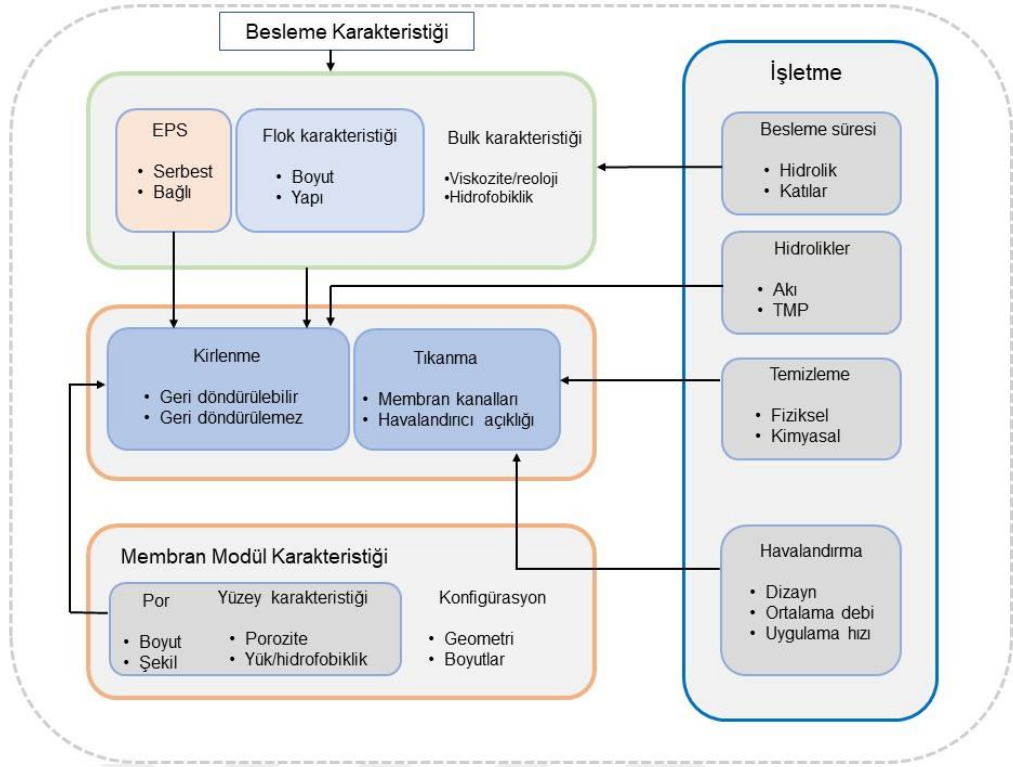 Besleme Karakteristiği
EPS
• Serbest
• Bağlı
Flok karakteristiği
• Boyut
• Yapı
Bulk karakteristiği
•Viskozite/reoloji
•Hidrofobiklik
Kirlenme
• Geri döndürülebilir
• Geri döndürülemez
Tıkanma
• Membran kanalları
• Havalandırıcı açıklığı
Membran Modül Karakteristiği
Por
• Boyut
• Şekil
Yüzey karakteristiği
• Porozite
• Yük/hidrofobiklik
Konfigürasyon
• Geometri
• Boyutlar
İşletme
Besleme süresi
• Hidrolik
• Katılar
Hidrolikler
• Akı
• TMP
Temizleme
• Fiziksel
• Kimyasal
Havalandırma
• Dizayn
• Ortalama debi
• Uygulama hızı